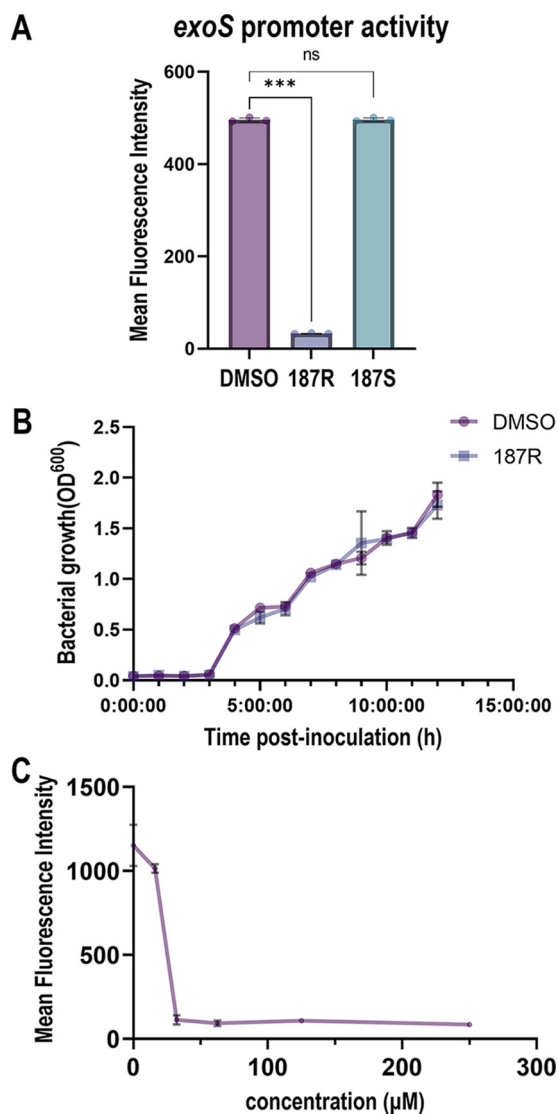 A
exoS promoter activity
ns
***
Mean Fluorescence Intensity
600
400
200
0
DMSO 187R 187S
B
DMSO
187R
Bacterial growth(OD⁶⁰⁰)
2.5
2.0
1.5
1.0
0.5
0.0
0:00:00 5:00:00 10:00:00 15:00:00
Time post-inoculation (h)
C
Mean Fluorescence Intensity
1500
1000
500
0
0 100 200 300
concentration (µM)